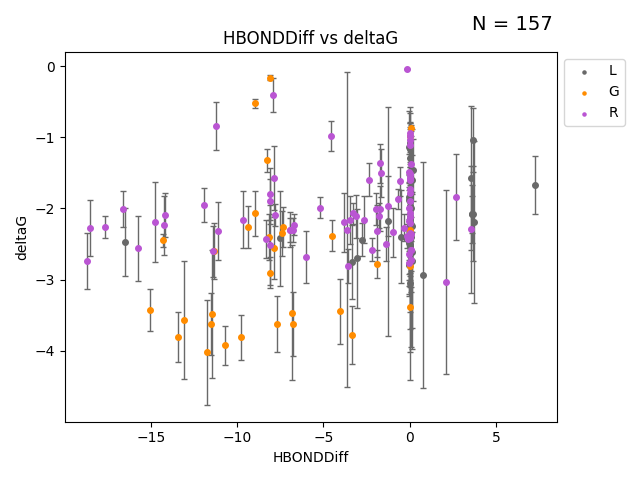 N = 157
HBONDDiff vs deltaG
L
G
R
0
−1
−2
−3
−4
deltaG
−15 −10 −5 0 5
HBONDDiff